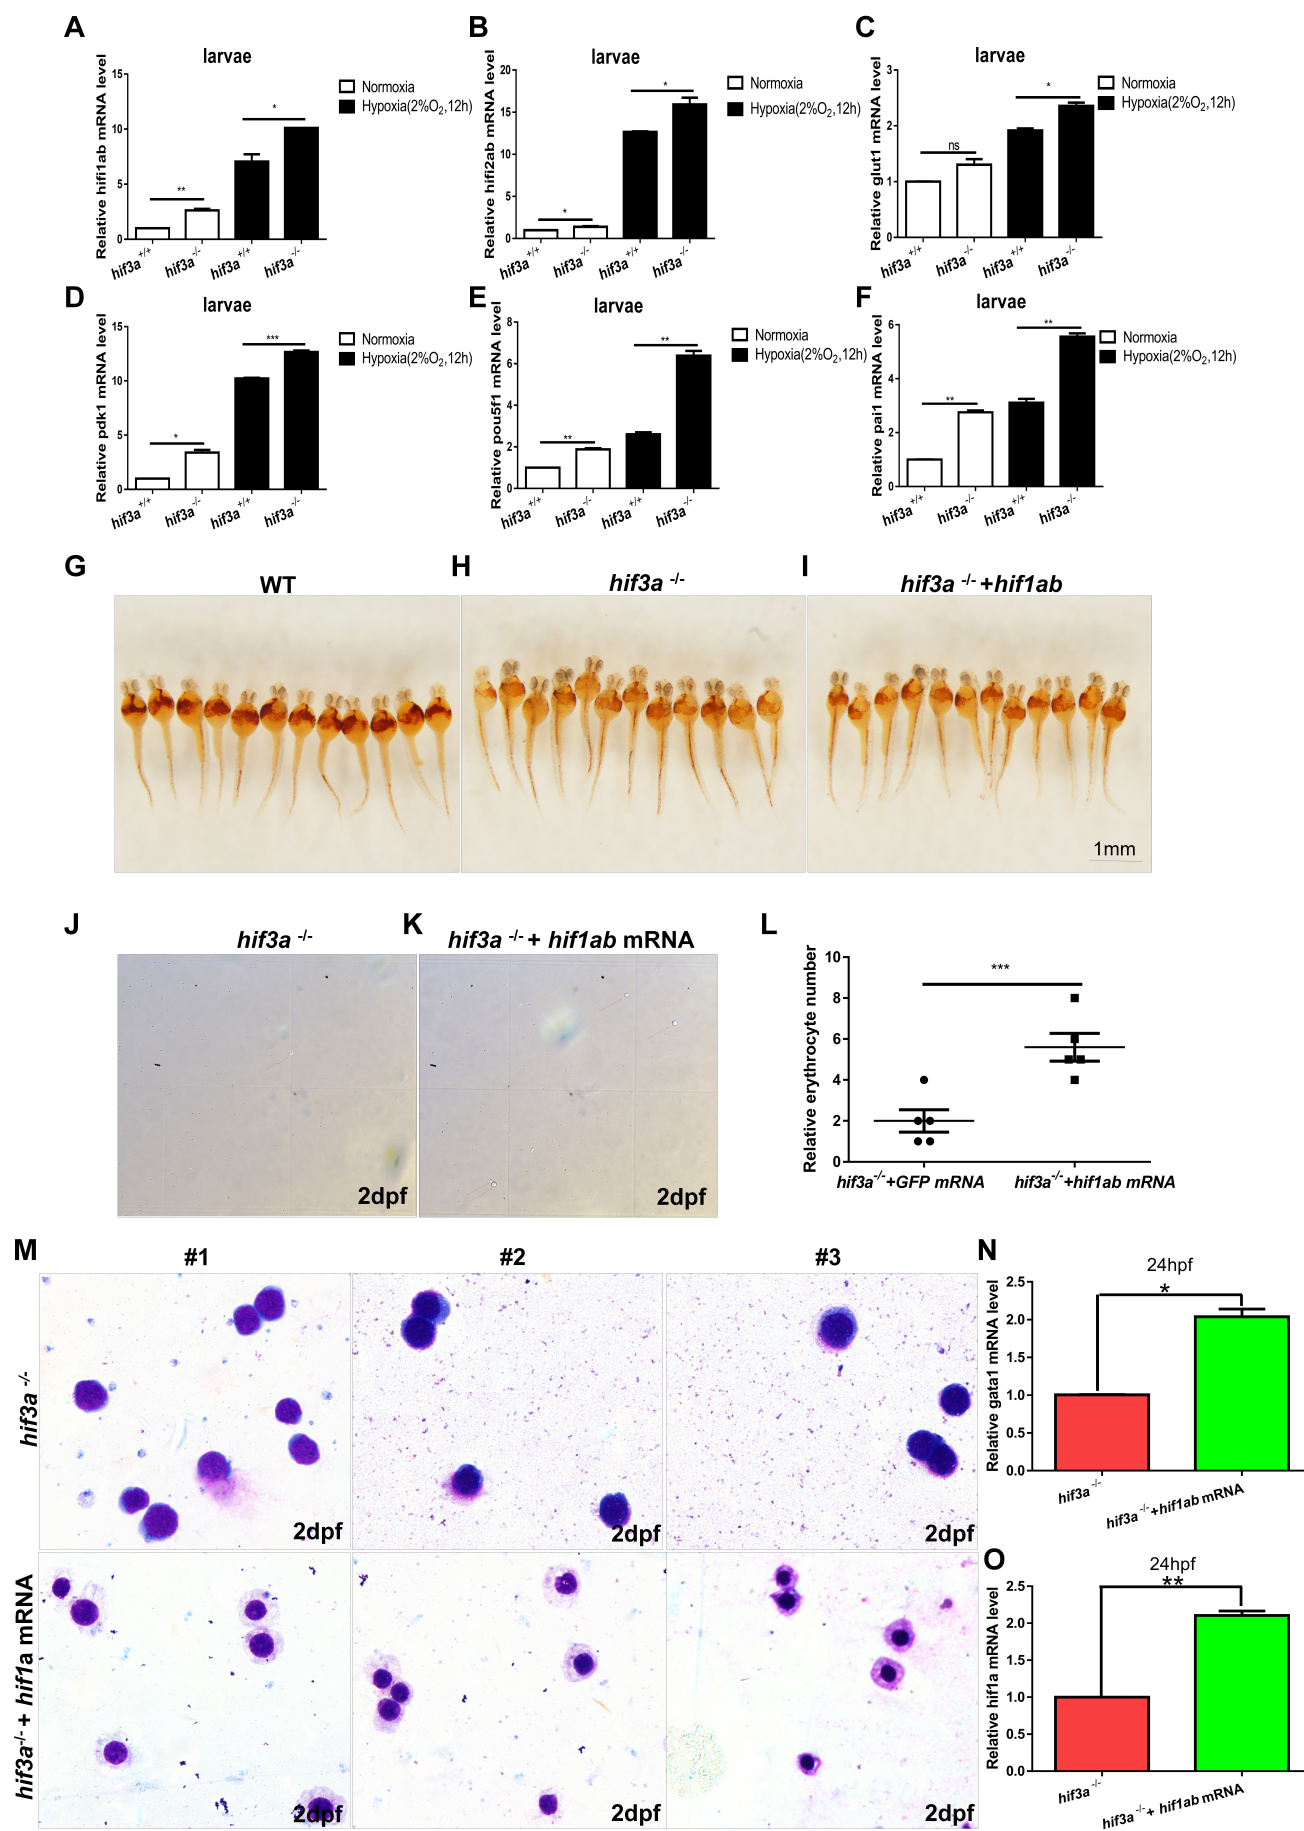 A
larvae
Relative hifi1ab mRNA level
15
10
5
0
**
*
Normoxia
Hypoxia(2%O2,12h)
hif3a+/+
hif3a-/-
hif3a+/+
hif3a-/-
B
larvae
Relative hifi2ab mRNA level
20
15
10
5
0
*
*
Normoxia
Hypoxia(2%O2,12h)
hif3a+/+
hif3a-/-
hif3a+/+
hif3a-/-
C
larvae
Relative glut1 mRNA level
3
2
1
0
ns
*
Normoxia
Hypoxia(2%O2,12h)
hif3a+/+
hif3a-/-
hif3a+/+
hif3a-/-
D
larvae
Relative pdk1 mRNA level
15
10
5
0
*
***
Normoxia
Hypoxia(2%O2,12h)
hif3a+/+
hif3a-/-
hif3a+/+
hif3a-/-
E
larvae
Relative pou5f1 mRNA level
8
6
4
2
0
**
**
Normoxia
Hypoxia(2%O2,12h)
hif3a+/+
hif3a-/-
hif3a+/+
hif3a-/-
F
larvae
Relative pai1 mRNA level
6
4
2
0
**
**
Normoxia
Hypoxia(2%O2,12h)
hif3a+/+
hif3a-/-
hif3a+/+
hif3a-/-
G
WT
H
hif3a -/-
I
hif3a -/- +hif1ab
1mm
J
hif3a -/-
2dpf
K
hif3a -/- + hif1ab mRNA
2dpf
L
Relative erythrocyte number
10
8
6
4
2
0
***
hif3a-/-+GFP mRNA
hif3a-/-+hif1ab mRNA
M
#1
#2
#3
hif3a -/-
2dpf
2dpf
2dpf
hif3a-/- + hif1a mRNA
2dpf
2dpf
2dpf
N
24hpf
*
Relative gata1 mRNA level
2.5
2.0
1.5
1.0
0.5
0.0
hif3a -/-
hif3a -/- +hif1ab mRNA
O
24hpf
**
Relative hif1a mRNA level
2.5
2.0
1.5
1.0
0.5
0.0
hif3a -/-
hif3a -/- + hif1ab mRNA